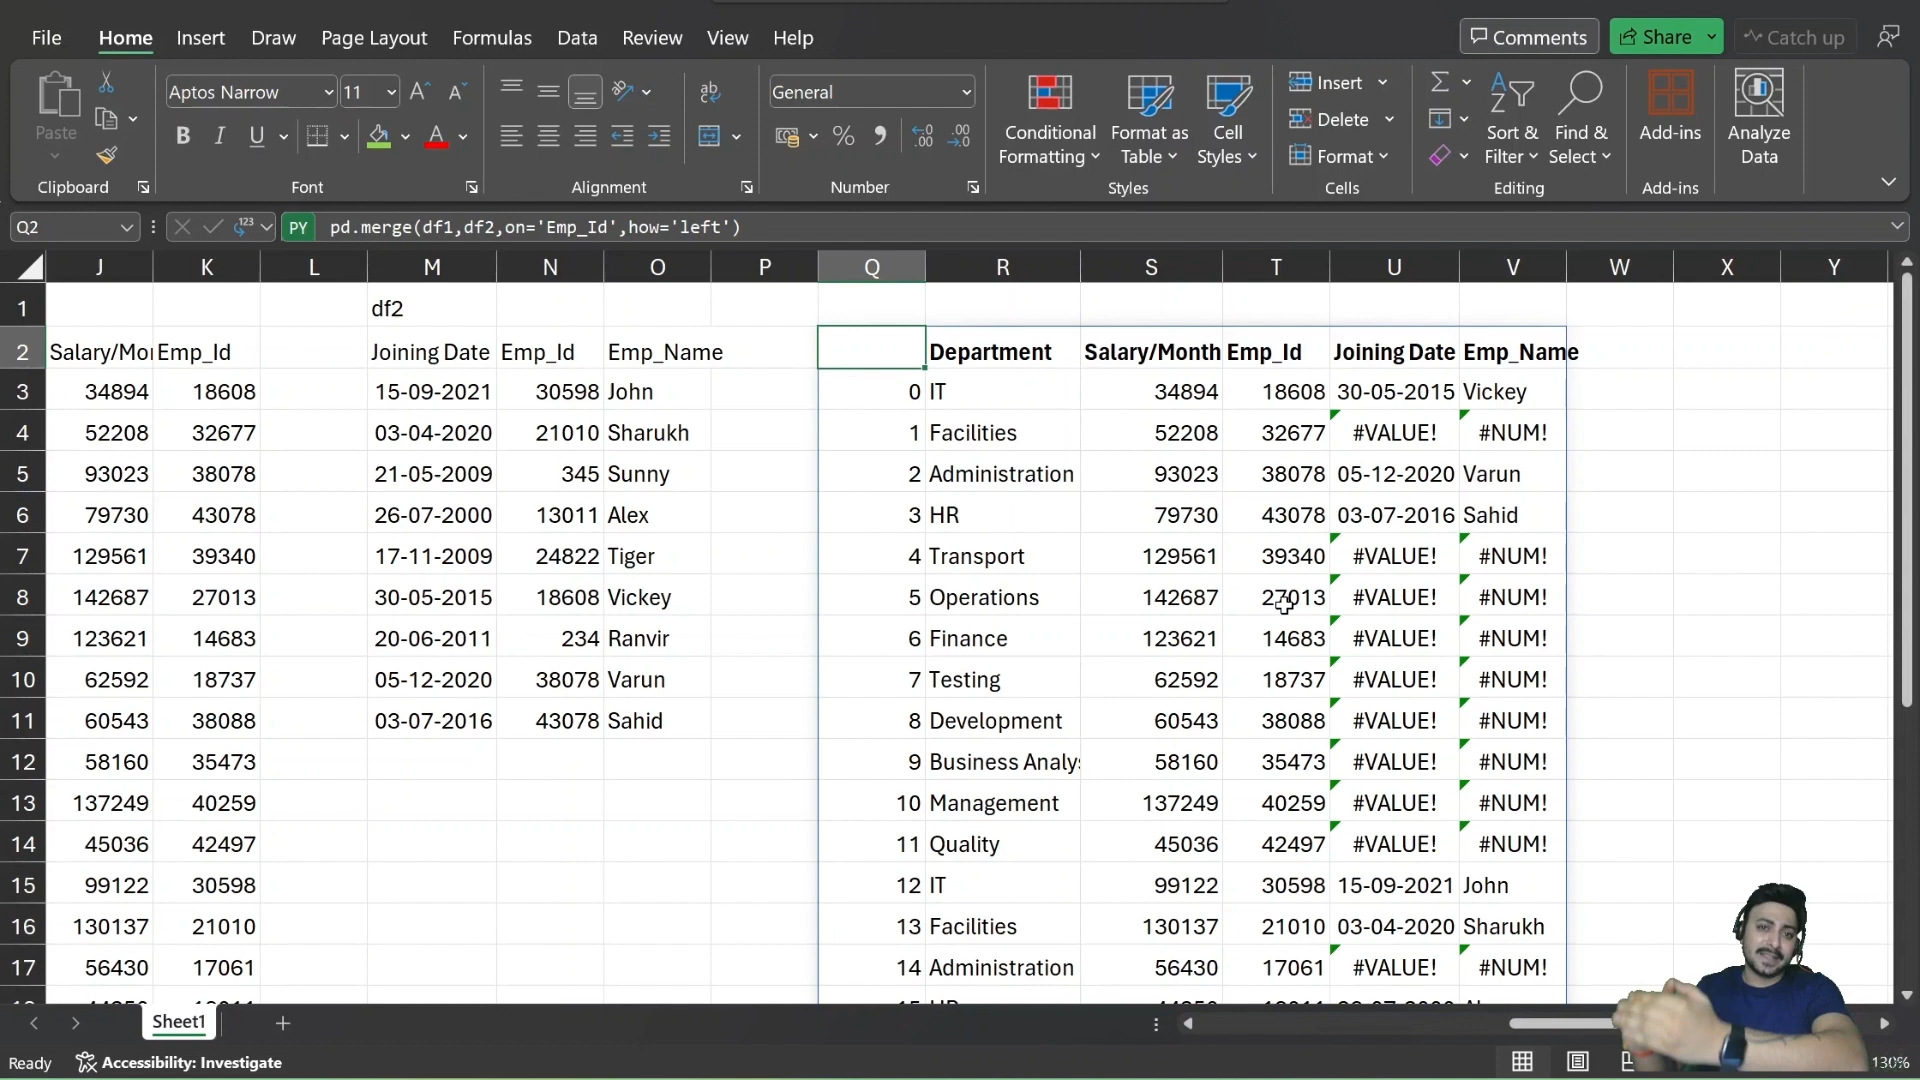 File Home Insert Draw Page Layout Formulas Data Review View Help Comments Share Catch up
Paste Aptos Narrow 11 General Conditional Formatting Format as Table Cell Styles Insert Delete Format Sort & Filter Find & Select Add-ins Analyze Data
Clipboard Font Alignment Number Styles Cells Editing Add-ins
Q2 PY pd.merge(df1,df2,on='Emp_Id',how='left')
J K L M N O P Q R S T U V W X Y
1 df2
2 Salary/Mo Emp_Id Joining Date Emp_Id Emp_Name Department Salary/Month Emp_Id Joining Date Emp_Name
3 34894 18608 15-09-2021 30598 John 0 IT 34894 18608 30-05-2015 Vickey
4 52208 32677 03-04-2020 21010 Sharukh 1 Facilities 52208 32677 #VALUE! #NUM!
5 93023 38078 21-05-2009 345 Sunny 2 Administration 93023 38078 05-12-2020 Varun
6 79730 43078 26-07-2000 13011 Alex 3 HR 79730 43078 03-07-2016 Sahid
7 129561 39340 17-11-2009 24822 Tiger 4 Transport 129561 39340 #VALUE! #NUM!
8 142687 27013 30-05-2015 18608 Vickey 5 Operations 142687 27013 #VALUE! #NUM!
9 123621 14683 20-06-2011 234 Ranvir 6 Finance 123621 14683 #VALUE! #NUM!
10 62592 18737 05-12-2020 38078 Varun 7 Testing 62592 18737 #VALUE! #NUM!
11 60543 38088 03-07-2016 43078 Sahid 8 Development 60543 38088 #VALUE! #NUM!
12 58160 35473 9 Business Analy 58160 35473 #VALUE! #NUM!
13 137249 40259 10 Management 137249 40259 #VALUE! #NUM!
14 45036 42497 11 Quality 45036 42497 #VALUE! #NUM!
15 99122 30598 12 IT 99122 30598 15-09-2021 John
16 130137 21010 13 Facilities 130137 21010 03-04-2020 Sharukh
17 56430 17061 14 Administration 56430 17061 #VALUE! #NUM!
Sheet1
Ready Accessibility: Investigate 130%